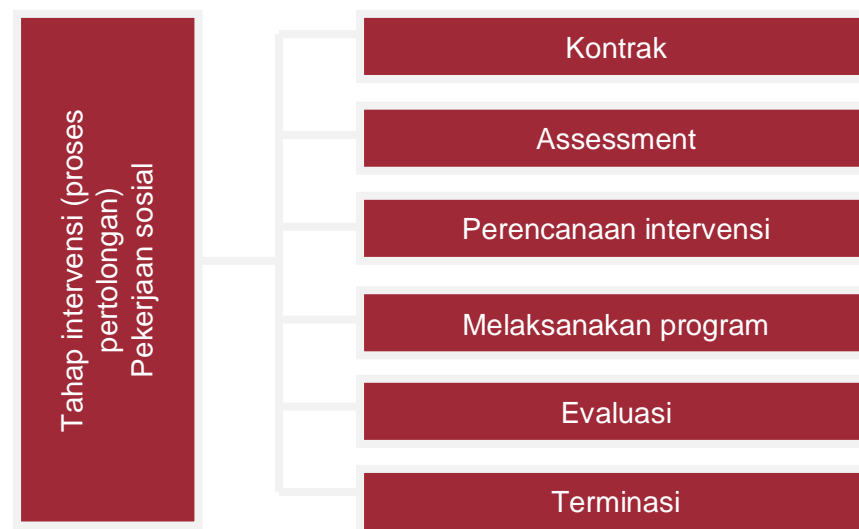 Tahap intervensi (proses
pertolongan)
Pekerjaan sosial
Kontrak
Assessment
Perencanaan intervensi
Melaksanakan program
Evaluasi
Terminasi